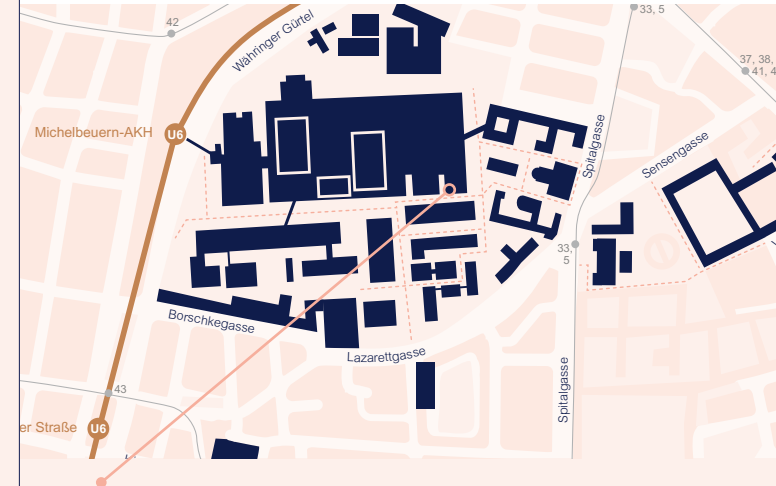 42
33, 5
Währinger Gürtel
37, 38,
41, 4
Michelbeuern-AKH
U6
Spitalgasse
Sensengasse
33,
5
Borschkegasse
Lazarettgasse
Spitalgasse
43
er Straße
U6